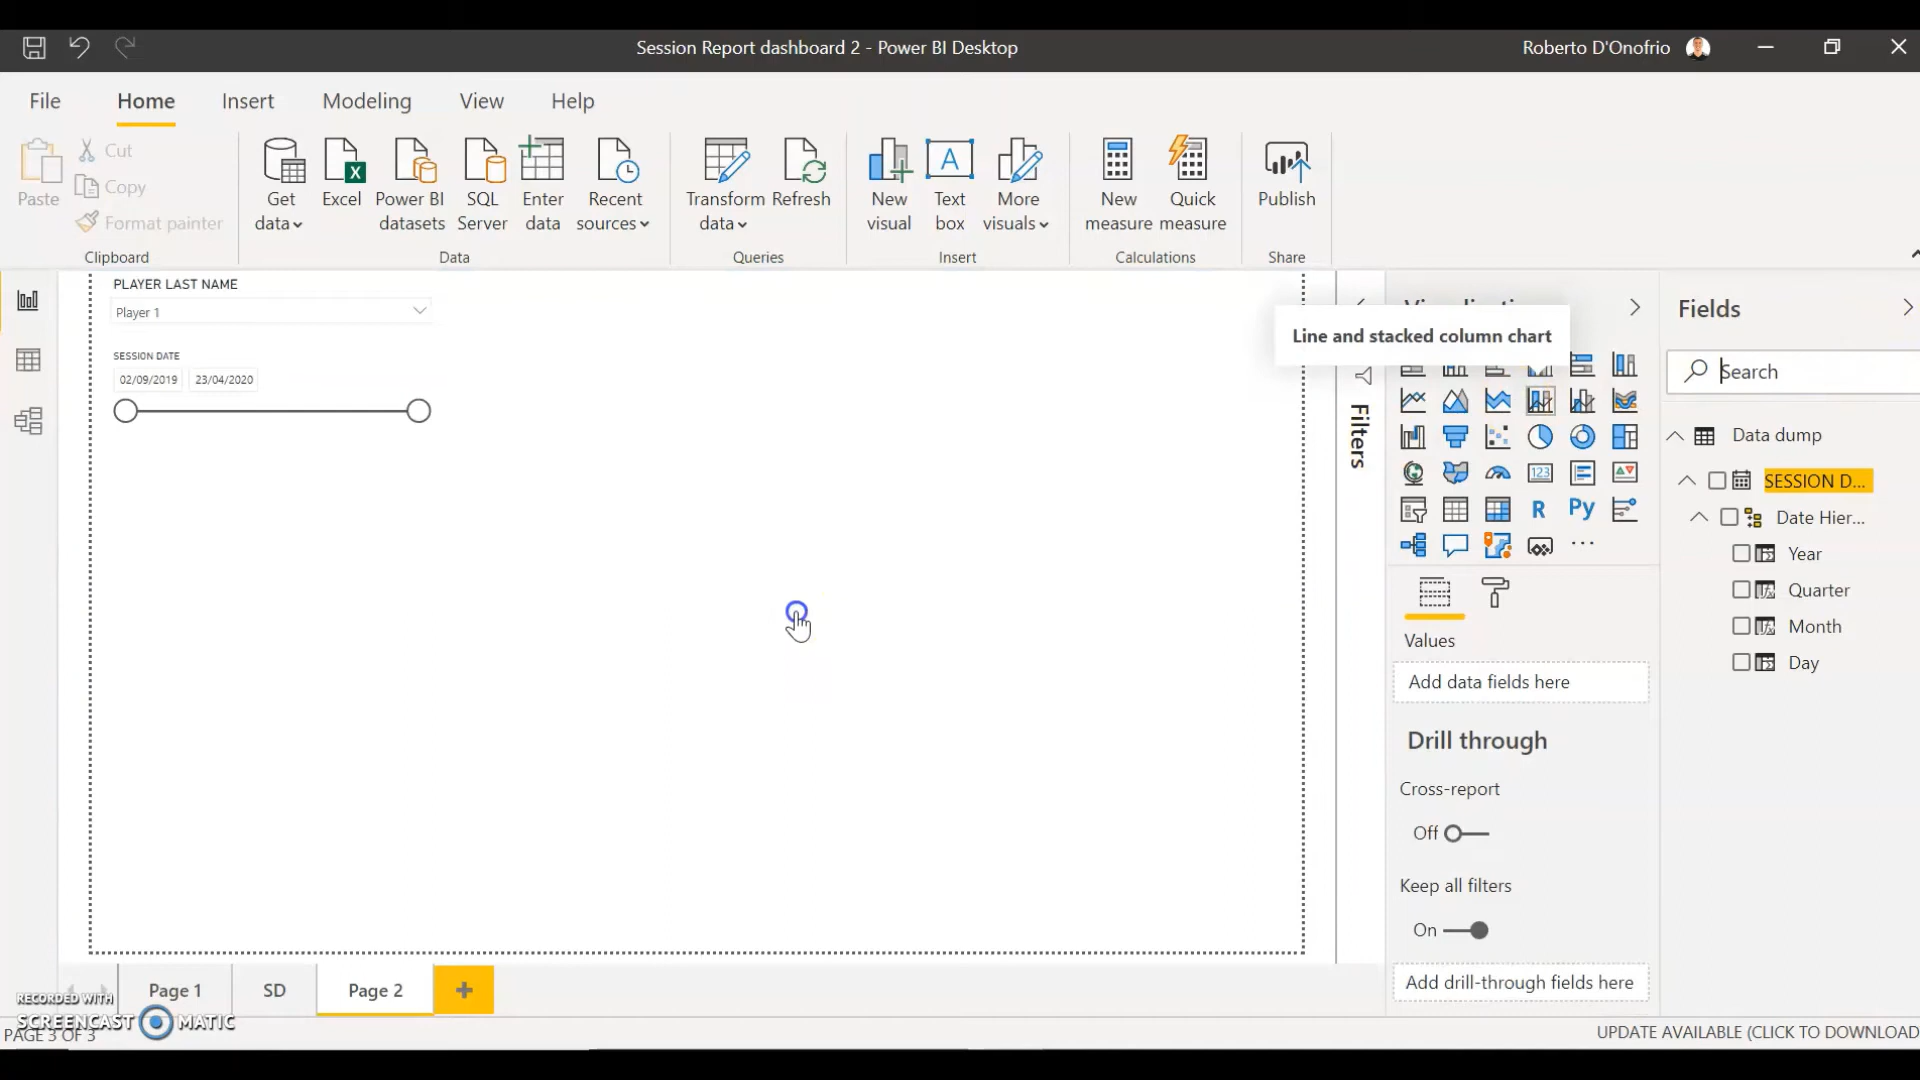 Session Report dashboard 2 - Power BI Desktop
Roberto D'Onofrio
File Home Insert Modeling View Help
Paste
Cut
Copy
Format painter
Clipboard
Get data
Excel
Power BI datasets
SQL Server
Enter data
Recent sources
Data
Transform data
Refresh
Queries
New visual
Text box
More visuals
Insert
New measure
Quick measure
Calculations
Publish
Share
PLAYER LAST NAME
Player 1
SESSION DATE
02/09/2019 23/04/2020
Filters
Line and stacked column chart
123
R
Py
Values
Add data fields here
Drill through
Cross-report
Off
Keep all filters
On
Add drill-through fields here
Fields
Search
Data dump
SESSION D...
Date Hier...
Year
Quarter
Month
Day
Page 1 SD Page 2
RECORDED WITH
SCREENCAST MATIC
PAGE 3 OF 3
UPDATE AVAILABLE (CLICK TO DOWNLOAD